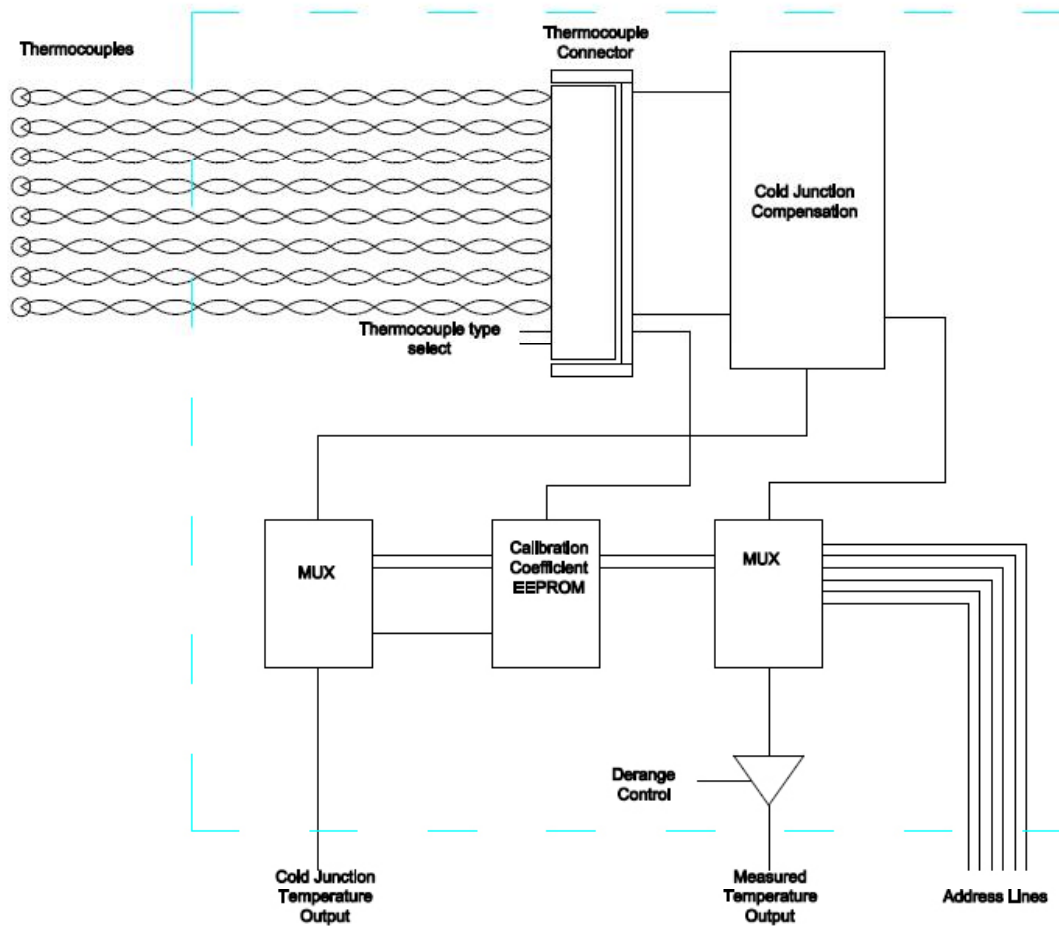 Thermocouples
Thermocouple
Connector
Cold Junction
Compensation
Thermocouple type
select
MUX
Calibration
Coefficient
EEPROM
MUX
Derange
Control
Cold Junction
Temperature
Output
Measured
Temperature
Output
Address Lines